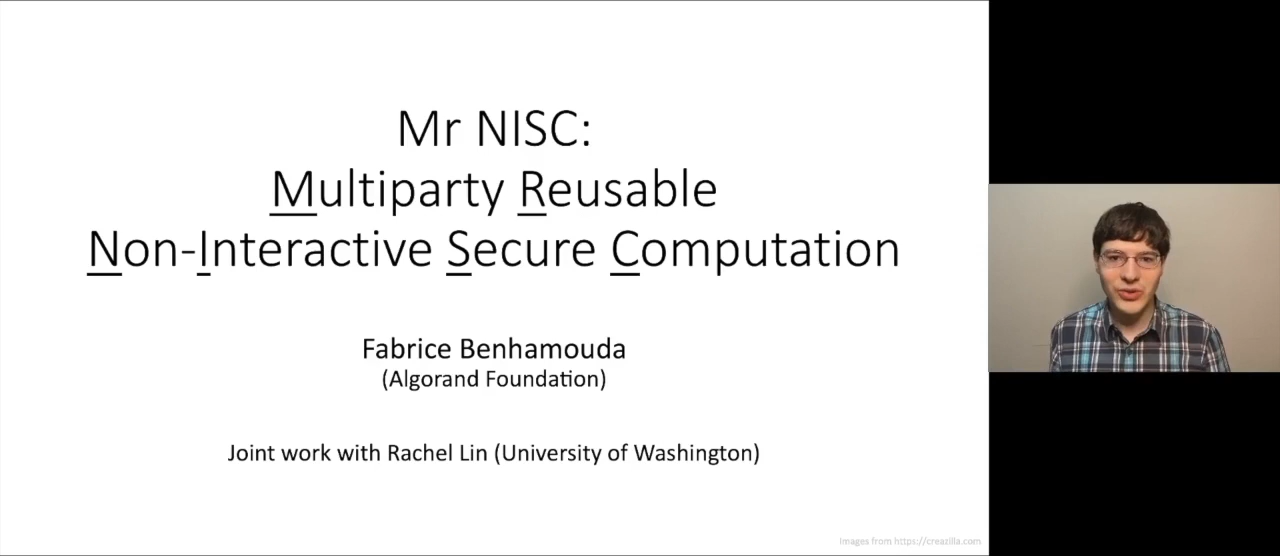 Mr NISC:
Multiparty Reusable
Non-Interactive Secure Computation
Fabrice Benhamouda
(Algorand Foundation)
Joint work with Rachel Lin (University of Washington)
Images from https://creazilla.com